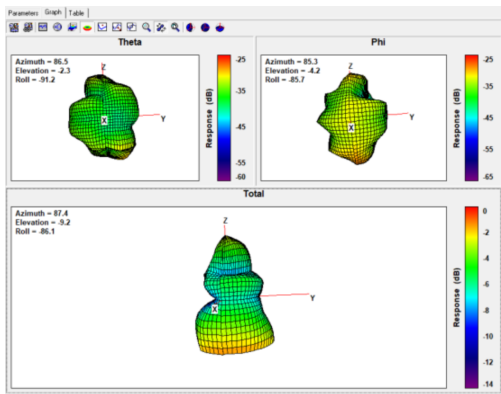 Parameters Graph Table
Theta
Azimuth = 86.5
Elevation = -2.3
Roll = -91.2
Z
X
Y
-25
-35
-45
-55
-60
Response (dB)
Phi
Azimuth = 85.3
Elevation = -4.2
Roll = -85.7
Z
X
Y
-25
-35
-45
-55
-65
Response (dB)
Total
Azimuth = 87.4
Elevation = -9.2
Roll = -86.1
Z
X
Y
0
-2
-4
-6
-8
-10
-12
-14
Response (dB)